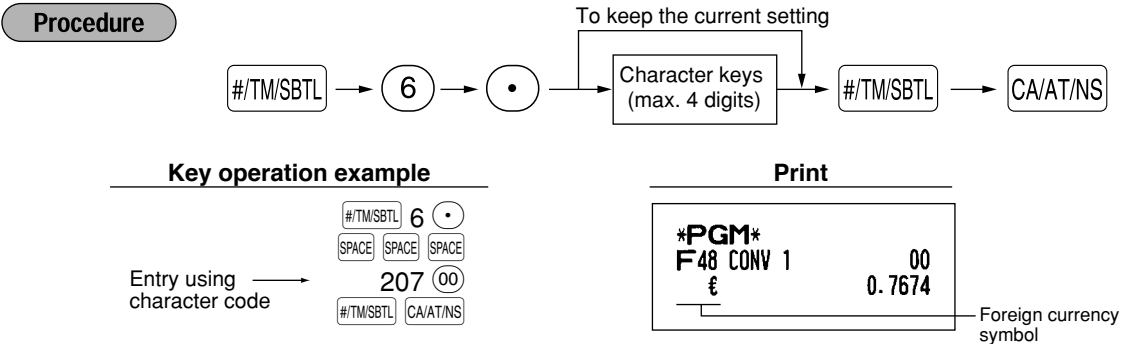 Procedure
To keep the current setting
#/TM/SBTL 6 • Character keys (max. 4 digits) #/TM/SBTL CA/AT/NS
Key operation example
#/TM/SBTL 6 •
SPACE SPACE SPACE
Entry using character code
207 00
#/TM/SBTL CA/AT/NS
Print
*PGM*
F48 CONV 1 00
€ 0.7674
Foreign currency
symbol